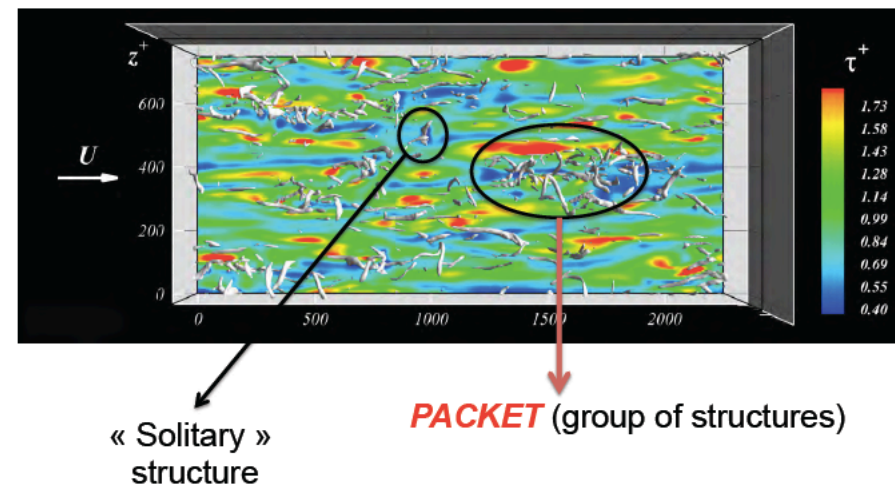 z+
τ+
600
400
200
0
U
0 500 1000 1500 2000
1.73
1.58
1.43
1.28
1.14
0.99
0.84
0.69
0.55
0.40
PACKET (group of structures)
« Solitary »
structure